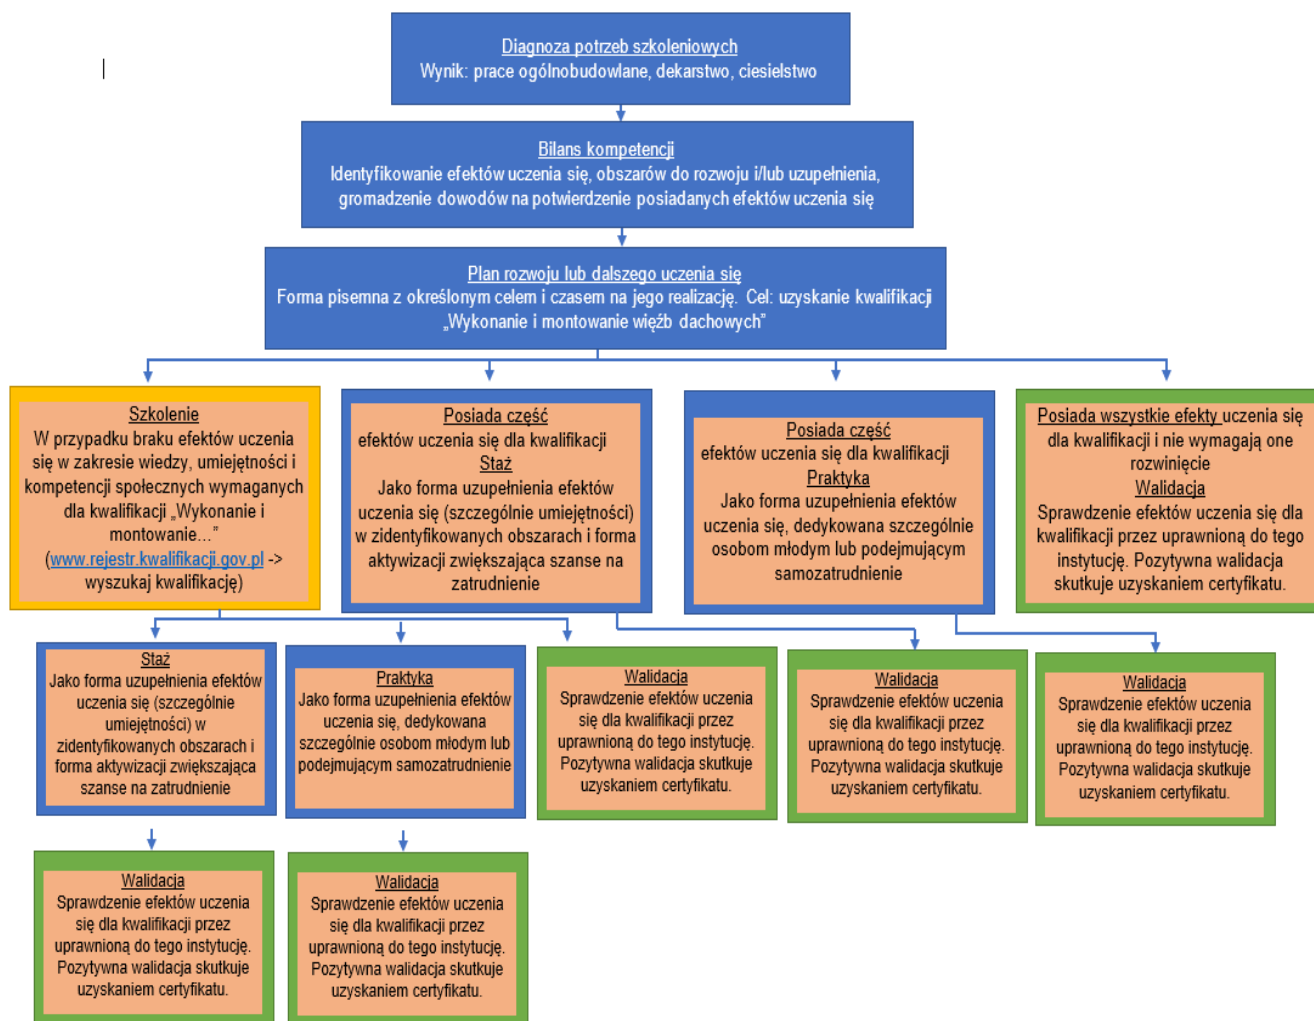 Diagnoza potrzeb szkoleniowych
Wynik: prace ogólnobudowlane, dekarstwo, ciesielstwo
Bilans kompetencji
Identyfikowanie efektów uczenia się, obszarów do rozwoju i/lub uzupełnienia,
gromadzenie dowodów na potwierdzenie posiadanych efektów uczenia się
Plan rozwoju lub dalszego uczenia się
Forma pisemna z określonym celem i czasem na jego realizację. Cel: uzyskanie kwalifikacji
„Wykonanie i montowanie więźb dachowych”
Szkolenie
W przypadku braku efektów uczenia
się w zakresie wiedzy, umiejętności i
kompetencji społecznych wymaganych
dla kwalifikacji „Wykonanie i
montowanie…”
(www.rejestr.kwalifikacji.gov.pl ->
wyszukaj kwalifikację)
Posiada część
efektów uczenia się dla kwalifikacji
Staż
Jako forma uzupełnienia efektów
uczenia się (szczególnie umiejętności)
w zidentyfikowanych obszarach i forma
aktywizacji zwiększająca szanse na
zatrudnienie
Posiada część
efektów uczenia się dla kwalifikacji
Praktyka
Jako forma uzupełnienia efektów
uczenia się, dedykowana szczególnie
osobom młodym lub podejmującym
samozatrudnienie
Posiada wszystkie efekty uczenia się
dla kwalifikacji i nie wymagają one
rozwinięcie
Walidacja
Sprawdzenie efektów uczenia się dla
kwalifikacji przez uprawnioną do tego
instytucję. Pozytywna walidacja
skutkuje uzyskaniem certyfikatu.
Staż
Jako forma uzupełnienia efektów
uczenia się (szczególnie
umiejętności) w
zidentyfikowanych obszarach i
forma aktywizacji zwiększająca
szanse na zatrudnienie
Praktyka
Jako forma uzupełnienia efektów
uczenia się, dedykowana
szczególnie osobom młodym lub
podejmującym samozatrudnienie
Walidacja
Sprawdzenie efektów uczenia
się dla kwalifikacji przez
uprawnioną do tego instytucję.
Pozytywna walidacja skutkuje
uzyskaniem certyfikatu.
Walidacja
Sprawdzenie efektów uczenia
się dla kwalifikacji przez
uprawnioną do tego instytucję.
Pozytywna walidacja skutkuje
uzyskaniem certyfikatu.
Walidacja
Sprawdzenie efektów uczenia
się dla kwalifikacji przez
uprawnioną do tego instytucję.
Pozytywna walidacja skutkuje
uzyskaniem certyfikatu.
Walidacja
Sprawdzenie efektów uczenia
się dla kwalifikacji przez
uprawnioną do tego instytucję.
Pozytywna walidacja skutkuje
uzyskaniem certyfikatu.
Walidacja
Sprawdzenie efektów uczenia
się dla kwalifikacji przez
uprawnioną do tego instytucję.
Pozytywna walidacja skutkuje
uzyskaniem certyfikatu.